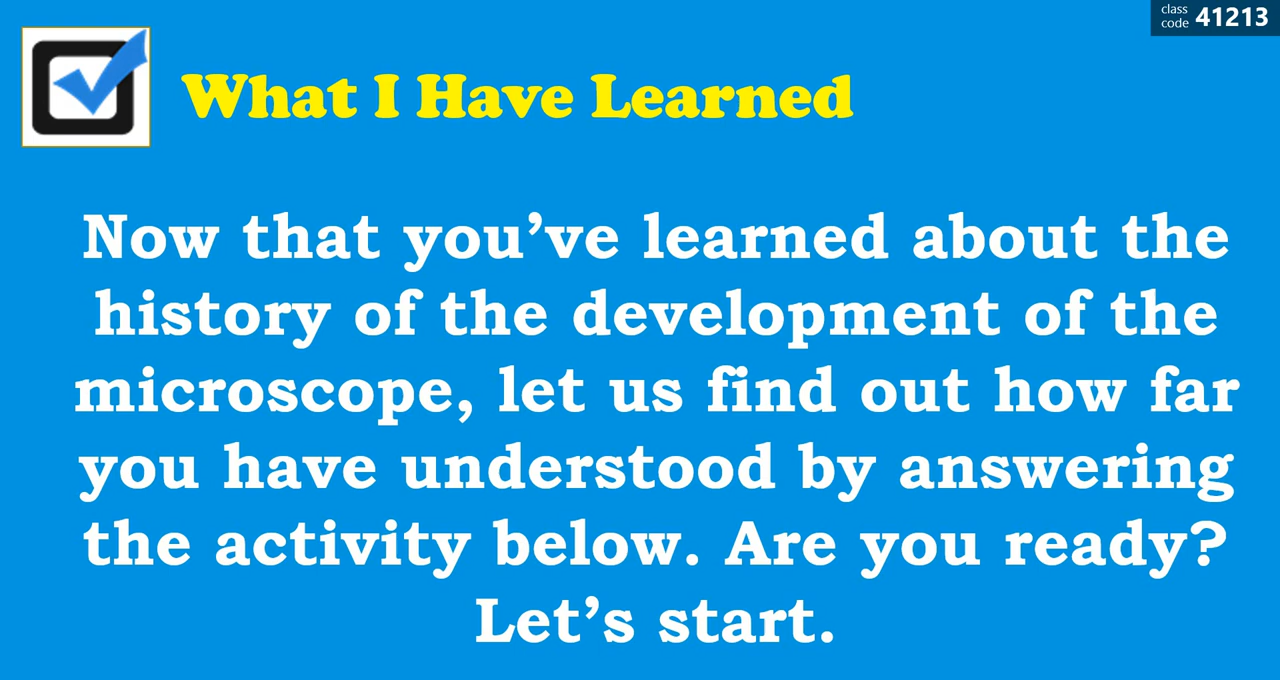 class
code 41213
What I Have Learned
Now that you’ve learned about the
history of the development of the
microscope, let us find out how far
you have understood by answering
the activity below. Are you ready?
Let’s start.